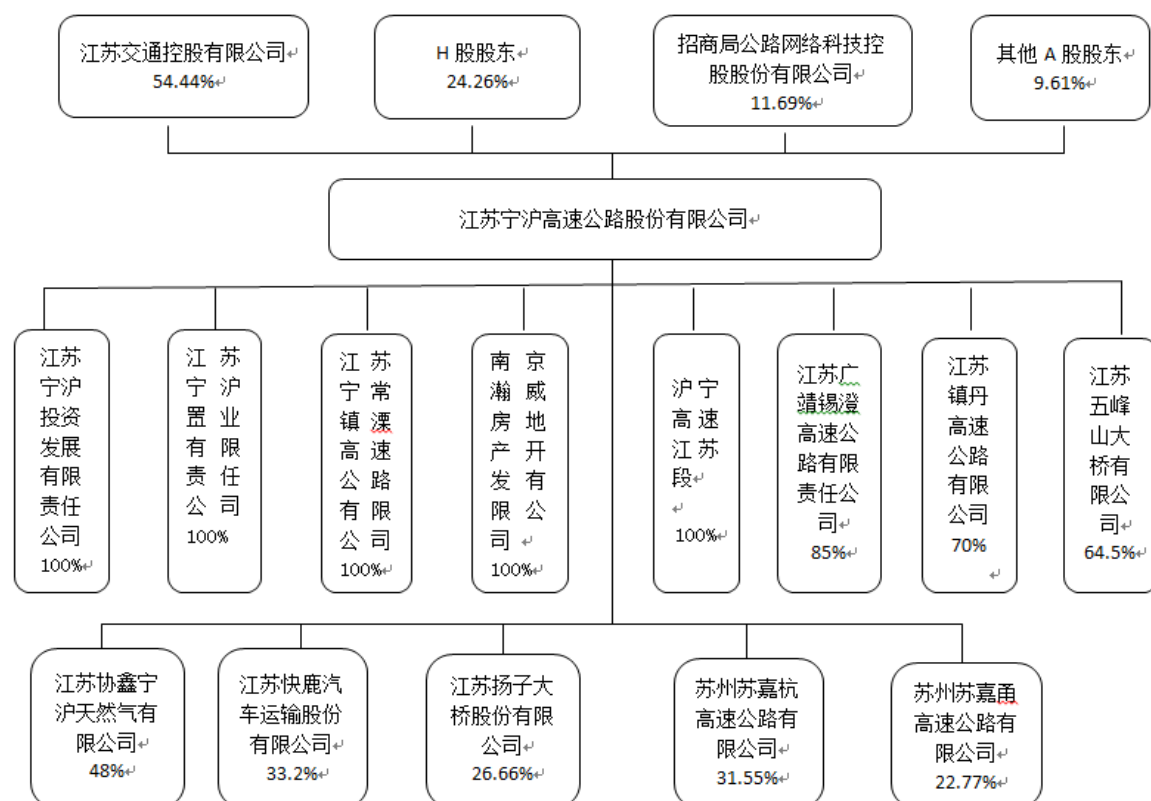 江苏交通控股有限公司
54.44%
H 股股东
24.26%
招商局公路网络科技控
股股份有限公司
11.69%
其他 A 股股东
9.61%
江苏宁沪高速公路股份有限公司
江苏
宁沪
投资
发展
有限
责任
公司
100%
江 苏
宁 沪
置 业
有 限
责 任
公 司
100%
江 苏
宁 常
镇 溧
高 速
公 路
有 限
公 司
100%
南 京
瀚 威
房 地
产 开
发 有
限 公
司
100%
沪 宁
高 速
江 苏
段
100%
江苏广
靖锡澄
高速公
路有限
责任公
司
85%
江苏
镇丹
高速
公路
有限
公司
70%
江苏
五峰
山大
桥有
限公
司
64.5%
江苏协鑫宁
沪天然气有
限公司
48%
江苏快鹿汽
车运输股份
有限公司
33.2%
江苏扬子大
桥股份有限
公司
26.66%
苏州苏嘉杭
高速公路有
限公司
31.55%
苏州苏嘉甬
高速公路有
限公司
22.77%